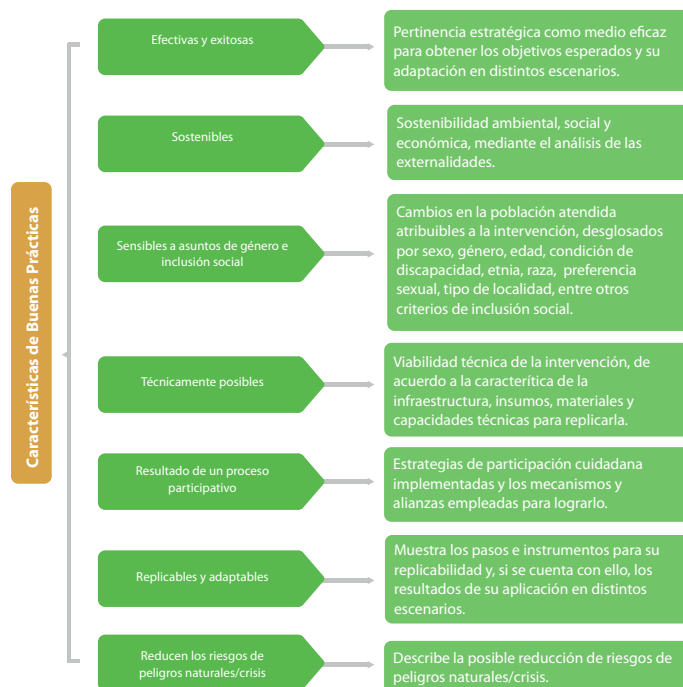 Características de Buenas Prácticas
Efectivas y exitosas
Pertinencia estratégica como medio eficaz
para obtener los objetivos esperados y su
adaptación en distintos escenarios.
Sostenibles
Sostenibilidad ambiental, social y
económica, mediante el análisis de las
externalidades.
Sensibles a asuntos de género e
inclusión social
Cambios en la población atendida
atribuibles a la intervención, desglosados
por sexo, género, edad, condición de
discapacidad, etnia, raza, preferencia
sexual, tipo de localidad, entre otros
criterios de inclusión social.
Técnicamente posibles
Viabilidad técnica de la intervención, de
acuerdo a la caracterítica de la
infraestructura, insumos, materiales y
capacidades técnicas para replicarla.
Resultado de un proceso
participativo
Estrategias de participación cuidadana
implementadas y los mecanismos y
alianzas empleadas para lograrlo.
Replicables y adaptables
Muestra los pasos e instrumentos para su
replicabilidad y, si se cuenta con ello, los
resultados de su aplicación en distintos
escenarios.
Reducen los riesgos de
peligros naturales/crisis
Describe la posible reducción de riesgos de
peligros naturales/crisis.